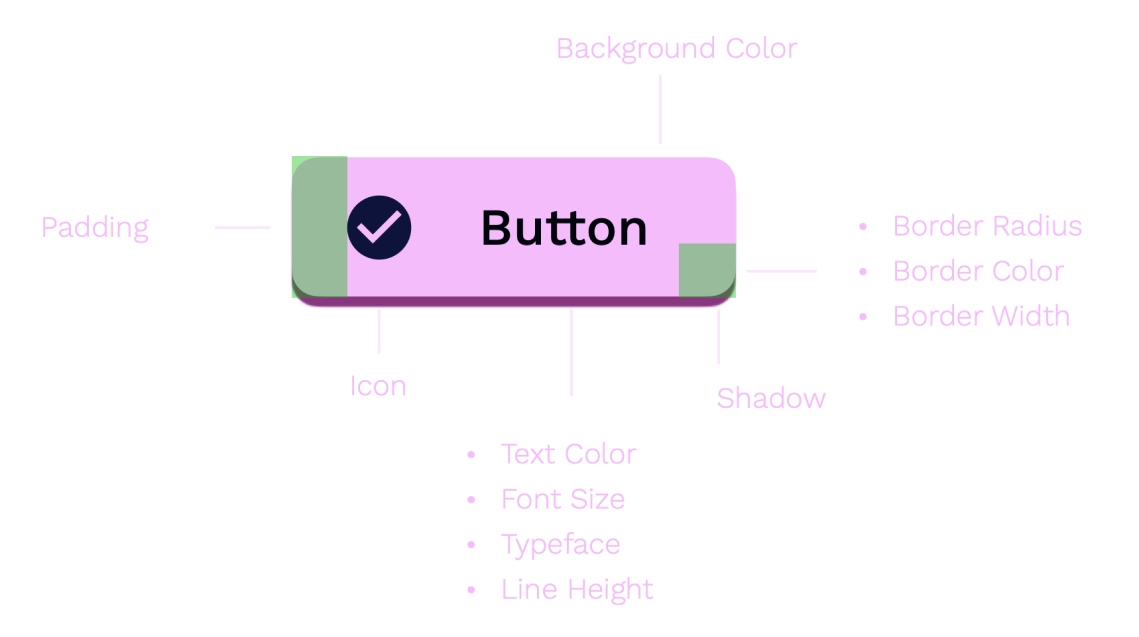 Background Color
Padding
Button
• Border Radius
• Border Color
• Border Width
Icon
Shadow
• Text Color
• Font Size
• Typeface
• Line Height